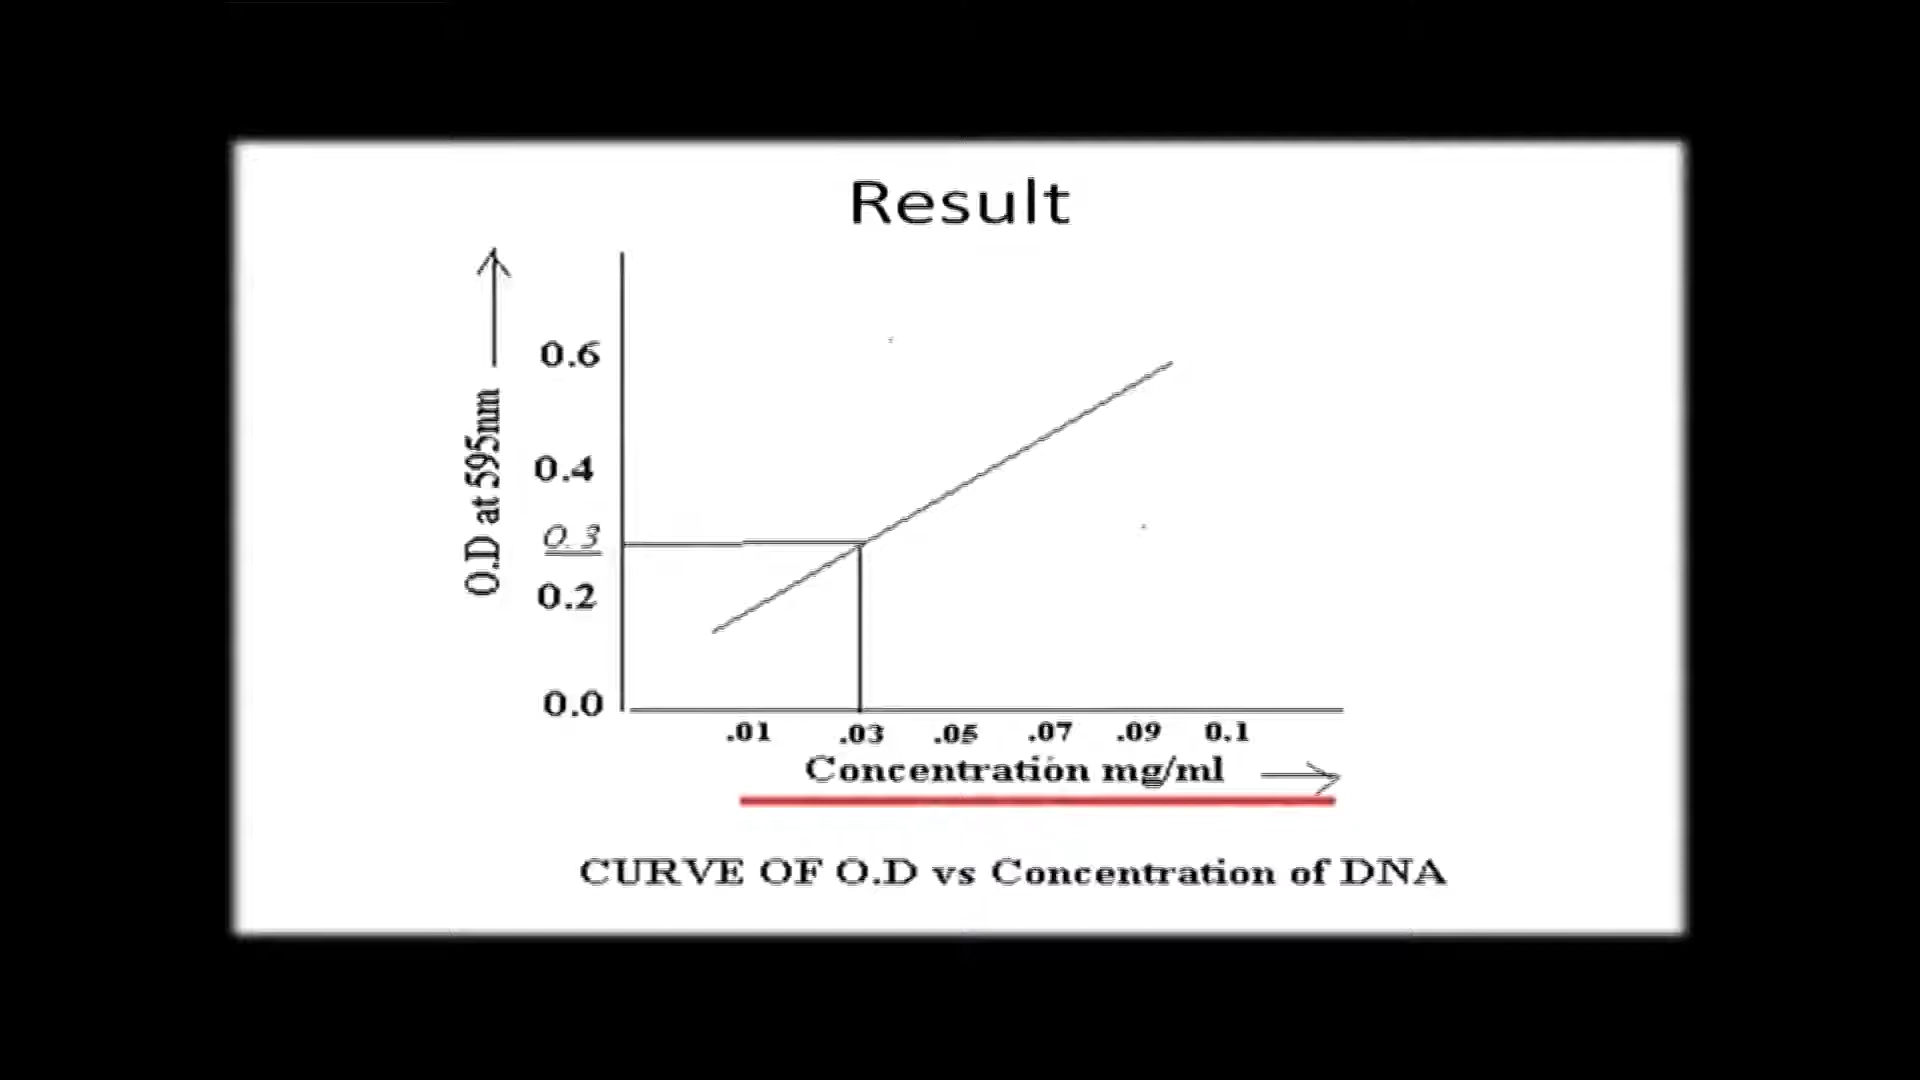 Result
O.D at 595nm
0.6
0.4
0.3
0.2
0.0
.01 .03 .05 .07 .09 0.1
Concentration mg/ml
CURVE OF O.D vs Concentration of DNA